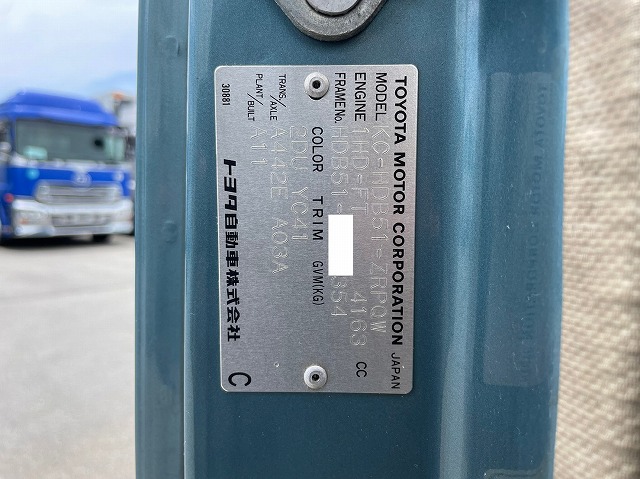 TOYOTA MOTOR CORPORATION JAPAN
MODEL KC-HDB51-ZRPQW
ENGINE 1HD-FT 4163 CC
FRAME No. HDB51- 354
COLOR TRIM GVM(KG)
2DU YC41
TRANS/AXLE A442E A03A
PLANT/BUILT A11
トヨタ自動車株式会社
30881
C